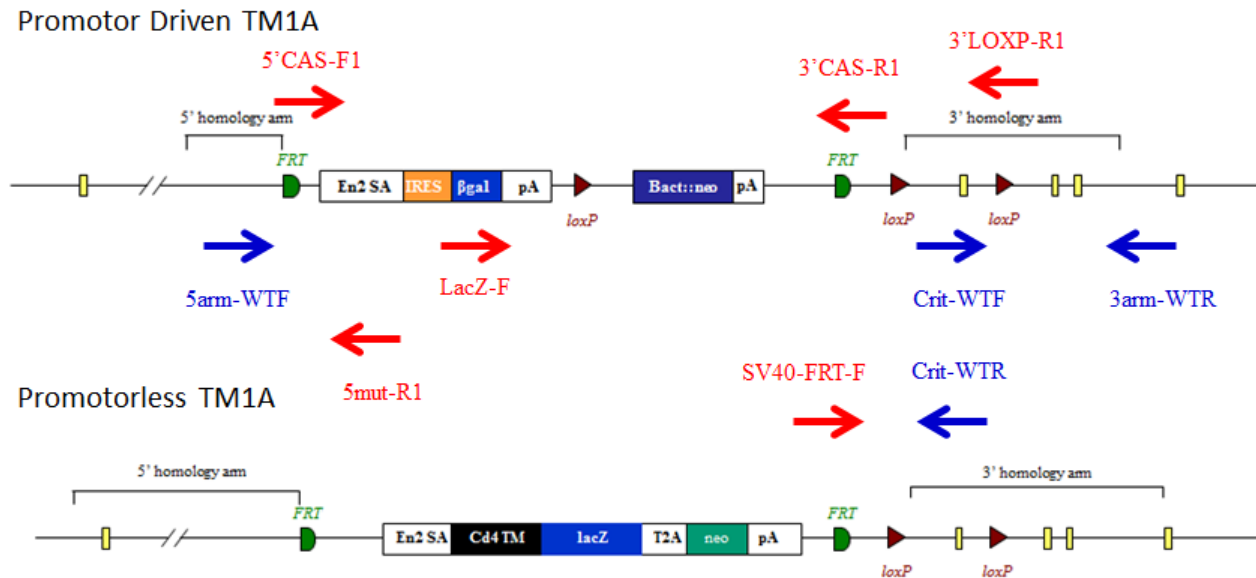 Promotor Driven TM1A
5'CAS-F1
3'CAS-R1
3'LOXP-R1
5' homology arm
3' homology arm
FRT
FRT
En2 SA IRES βgal pA
Bact::neo pA
loxP
loxP
loxP
5arm-WTF
LacZ-F
Crit-WTF
3arm-WTR
5mut-R1
SV40-FRT-F
Crit-WTR
Promotorless TM1A
5' homology arm
3' homology arm
FRT
FRT
En2 SA Cd4 TM lacZ T2A neo pA
loxP
loxP